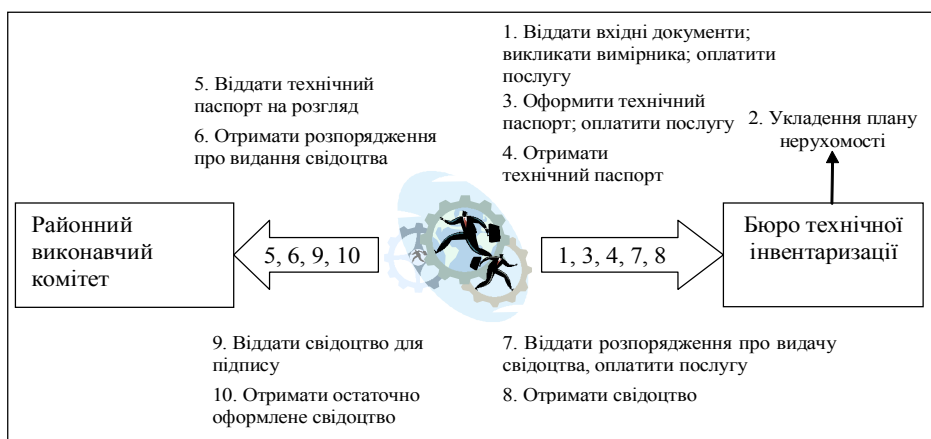 1. Віддати вхідні документи;
викликати вимірника; оплатити
послугу
5. Віддати технічний
паспорт на розгляд
3. Оформити технічний
паспорт; оплатити послугу
2. Укладення плану
нерухомості
6. Отримати розпорядження
про видання свідоцтва
4. Отримати
технічний паспорт
Районний
виконавчий
комітет
5, 6, 9, 10
1, 3, 4, 7, 8
Бюро технічної
інвентаризації
9. Віддати свідоцтво для
підпису
7. Віддати розпорядження про видачу
свідоцтва, оплатити послугу
10. Отримати остаточно
оформлене свідоцтво
8. Отримати свідоцтво